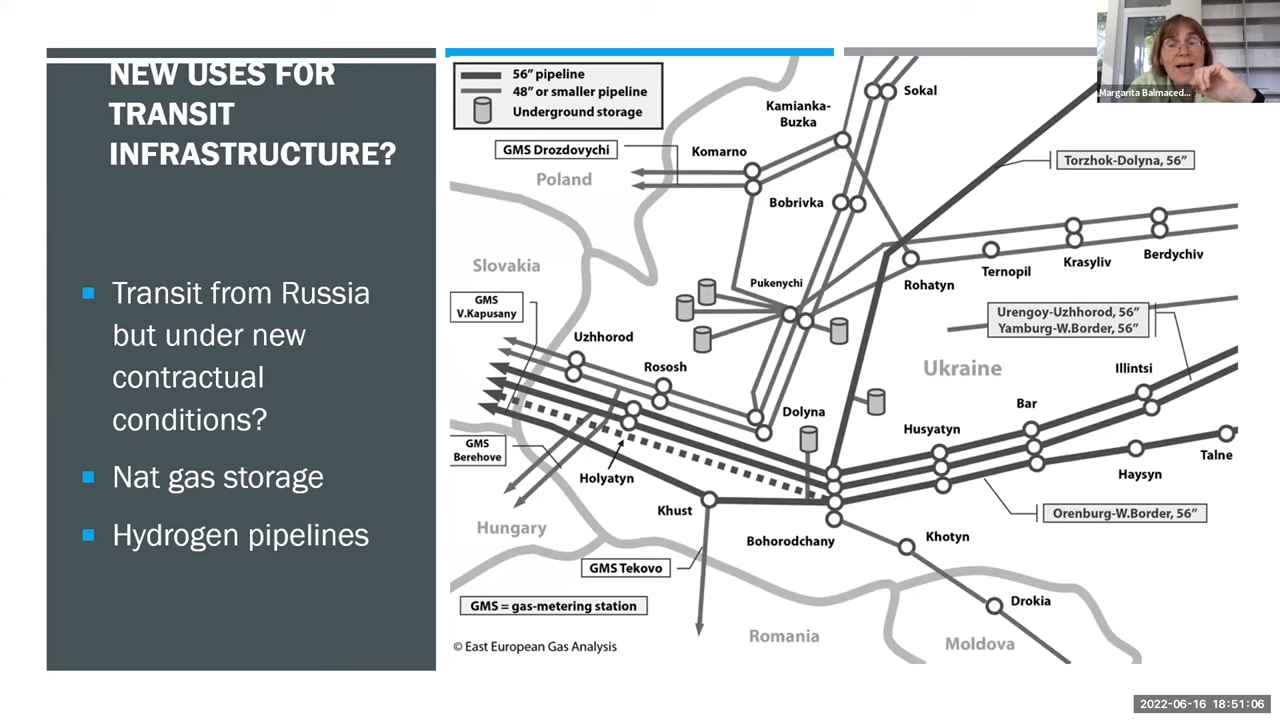 NEW USES FOR
TRANSIT
INFRASTRUCTURE?
Transit from Russia
but under new
contractual
conditions?
Nat gas storage
Hydrogen pipelines
56” pipeline
48” or smaller pipeline
Underground storage
Sokal
Kamianka-
Buzka
GMS Drozdovychi
Komarno
Torzhok-Dolyna, 56”
Poland
Bobrivka
Berdychiv
Krasyliv
Ternopil
Rohatyn
Slovakia
Pukenychi
GMS
V.Kapusany
Urengoy-Uzhhorod, 56”
Yamburg-W.Border, 56”
Uzhhorod
Rososh
Ukraine
Illintsi
Dolyna
Bar
Husyatyn
GMS
Berehove
Talne
Haysyn
Holyatyn
Khust
Orenburg-W.Border, 56”
Hungary
Bohorodchany
Khotyn
GMS Tekovo
Drokia
GMS = gas-metering station
Romania
Moldova
© East European Gas Analysis
Margarita Balmaced...
2022-06-16 18:51:06